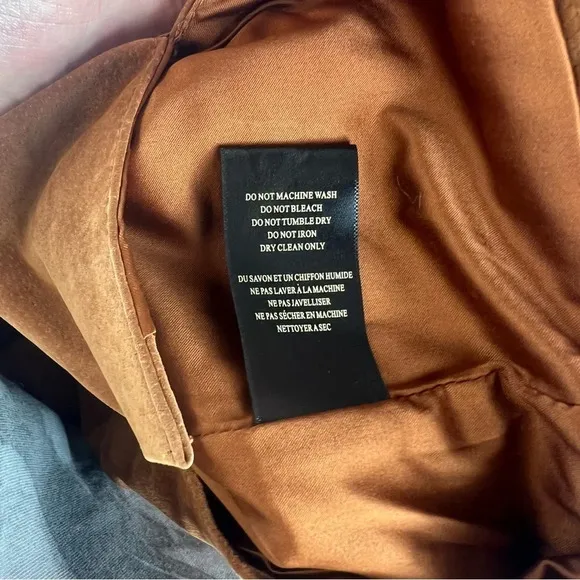 DO NOT MACHINE WASH
DO NOT BLEACH
DO NOT TUMBLE DRY
DO NOT IRON
DRY CLEAN ONLY
DU SAVON ET UN CHIFFON HUMIDE
NE PAS LAVER À LA MACHINE
NE PAS JAVELLISER
NE PAS SÉCHER EN MACHINE
NETTOYER A SEC